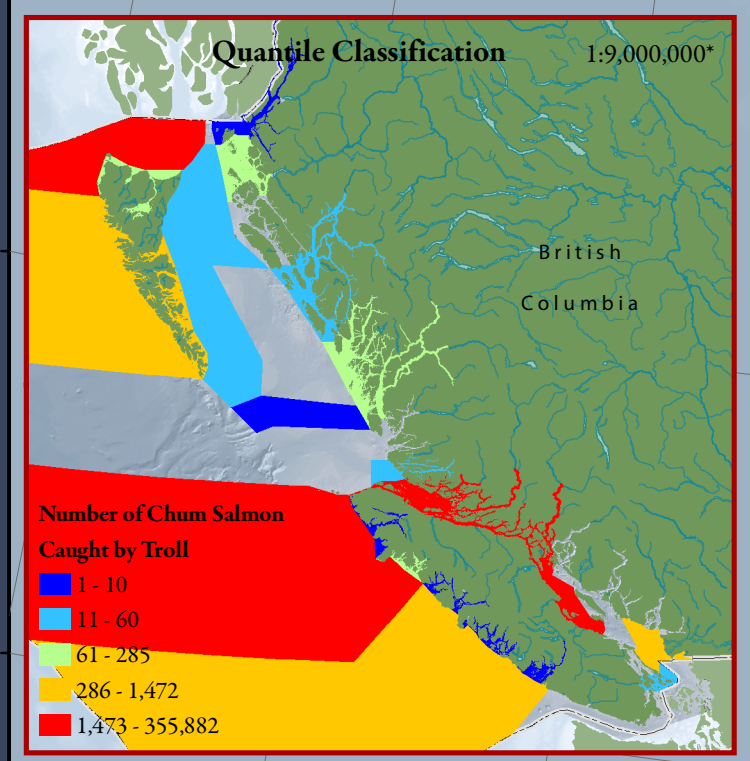 Quantile Classification
1:9,000,000*
British
Columbia
Number of Chum Salmon
Caught by Troll
1 - 10
11 - 60
61 - 285
286 - 1,472
1,473 - 355,882